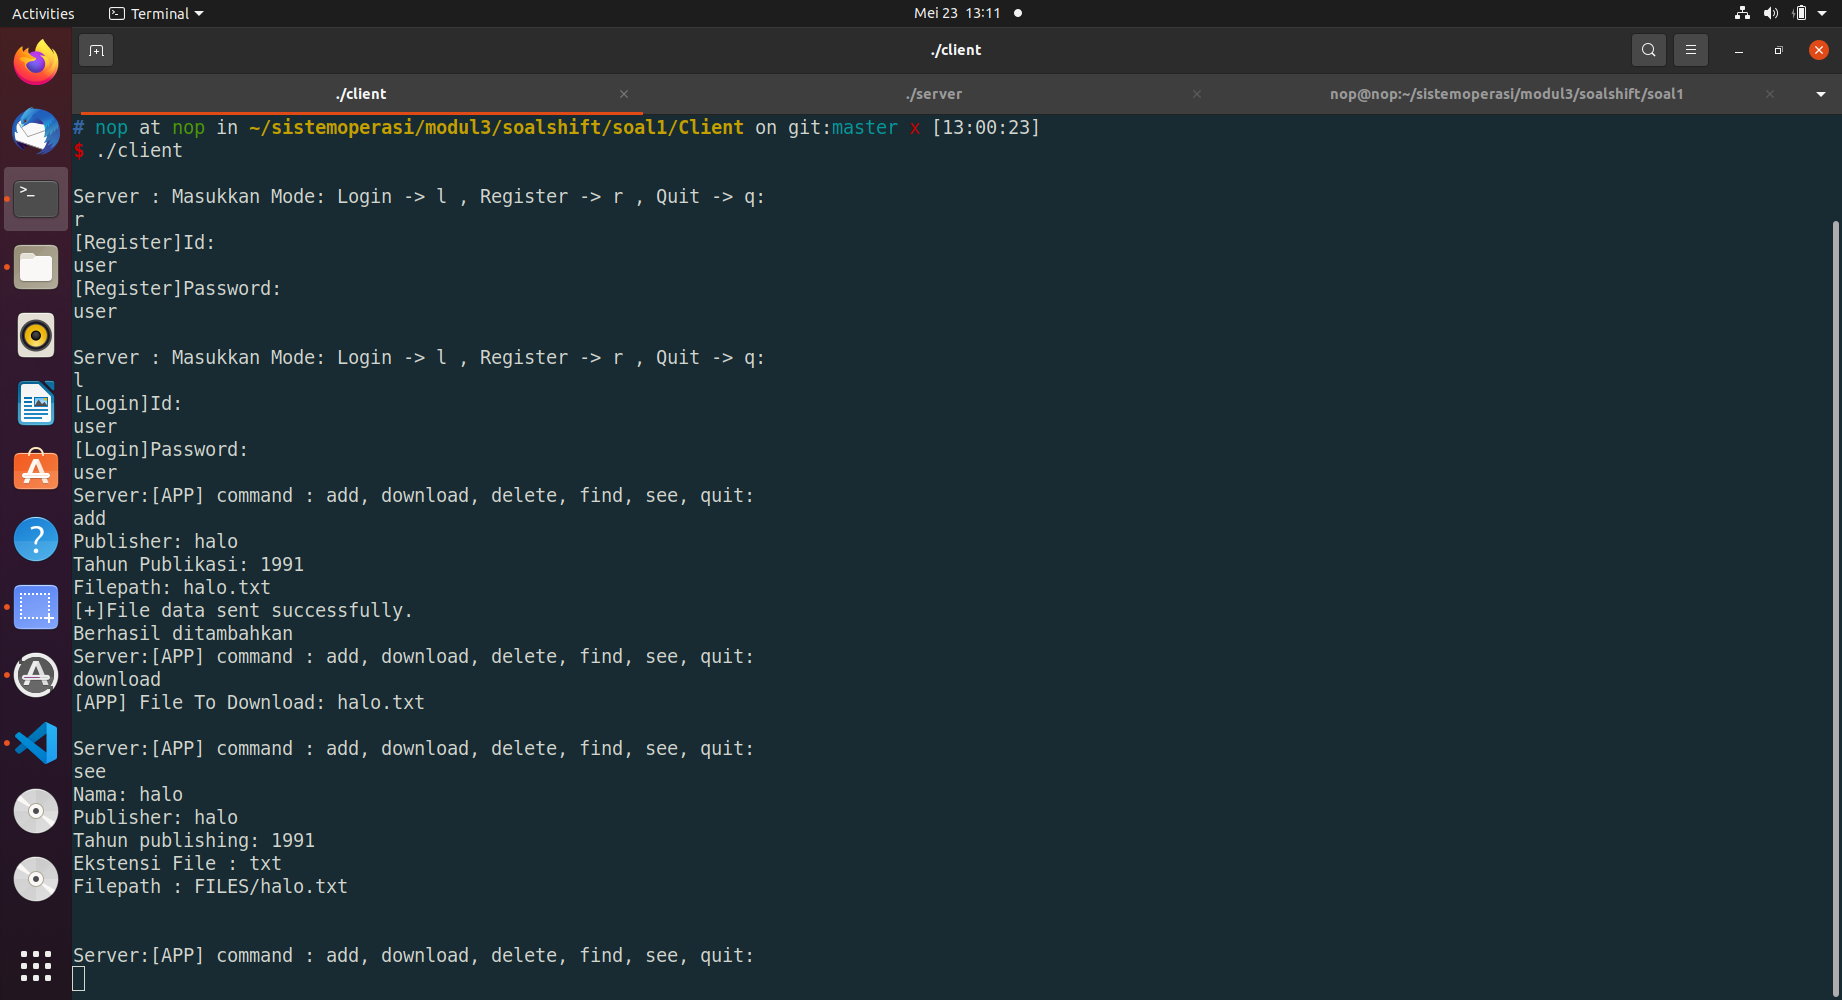 Activities
Terminal
Mei 23 13:11
./client
./client
./server
nop@nop:~/sistemoperasi/modul3/soalshift/soal1
# nop at nop in ~/sistemoperasi/modul3/soalshift/soal1/Client on git:master x [13:00:23]
$ ./client
Server : Masukkan Mode: Login -> l , Register -> r , Quit -> q:
r
[Register]Id:
user
[Register]Password:
user
Server : Masukkan Mode: Login -> l , Register -> r , Quit -> q:
l
[Login]Id:
user
[Login]Password:
user
Server:[APP] command : add, download, delete, find, see, quit:
add
Publisher: halo
Tahun Publikasi: 1991
Filepath: halo.txt
[+]File data sent successfully.
Berhasil ditambahkan
Server:[APP] command : add, download, delete, find, see, quit:
download
[APP] File To Download: halo.txt
Server:[APP] command : add, download, delete, find, see, quit:
see
Nama: halo
Publisher: halo
Tahun publishing: 1991
Ekstensi File : txt
Filepath : FILES/halo.txt
Server:[APP] command : add, download, delete, find, see, quit: